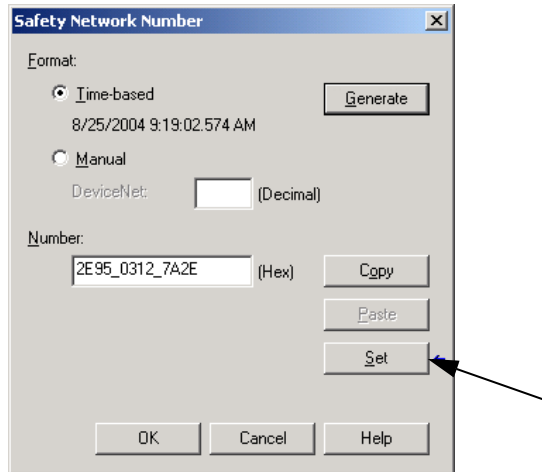 Safety Network Number
Format:
Time-based
Generate
8/25/2004 9:19:02.574 AM
Manual
DeviceNet:
(Decimal)
Number:
2E95_0312_7A2E
(Hex)
Copy
Paste
Set
OK
Cancel
Help